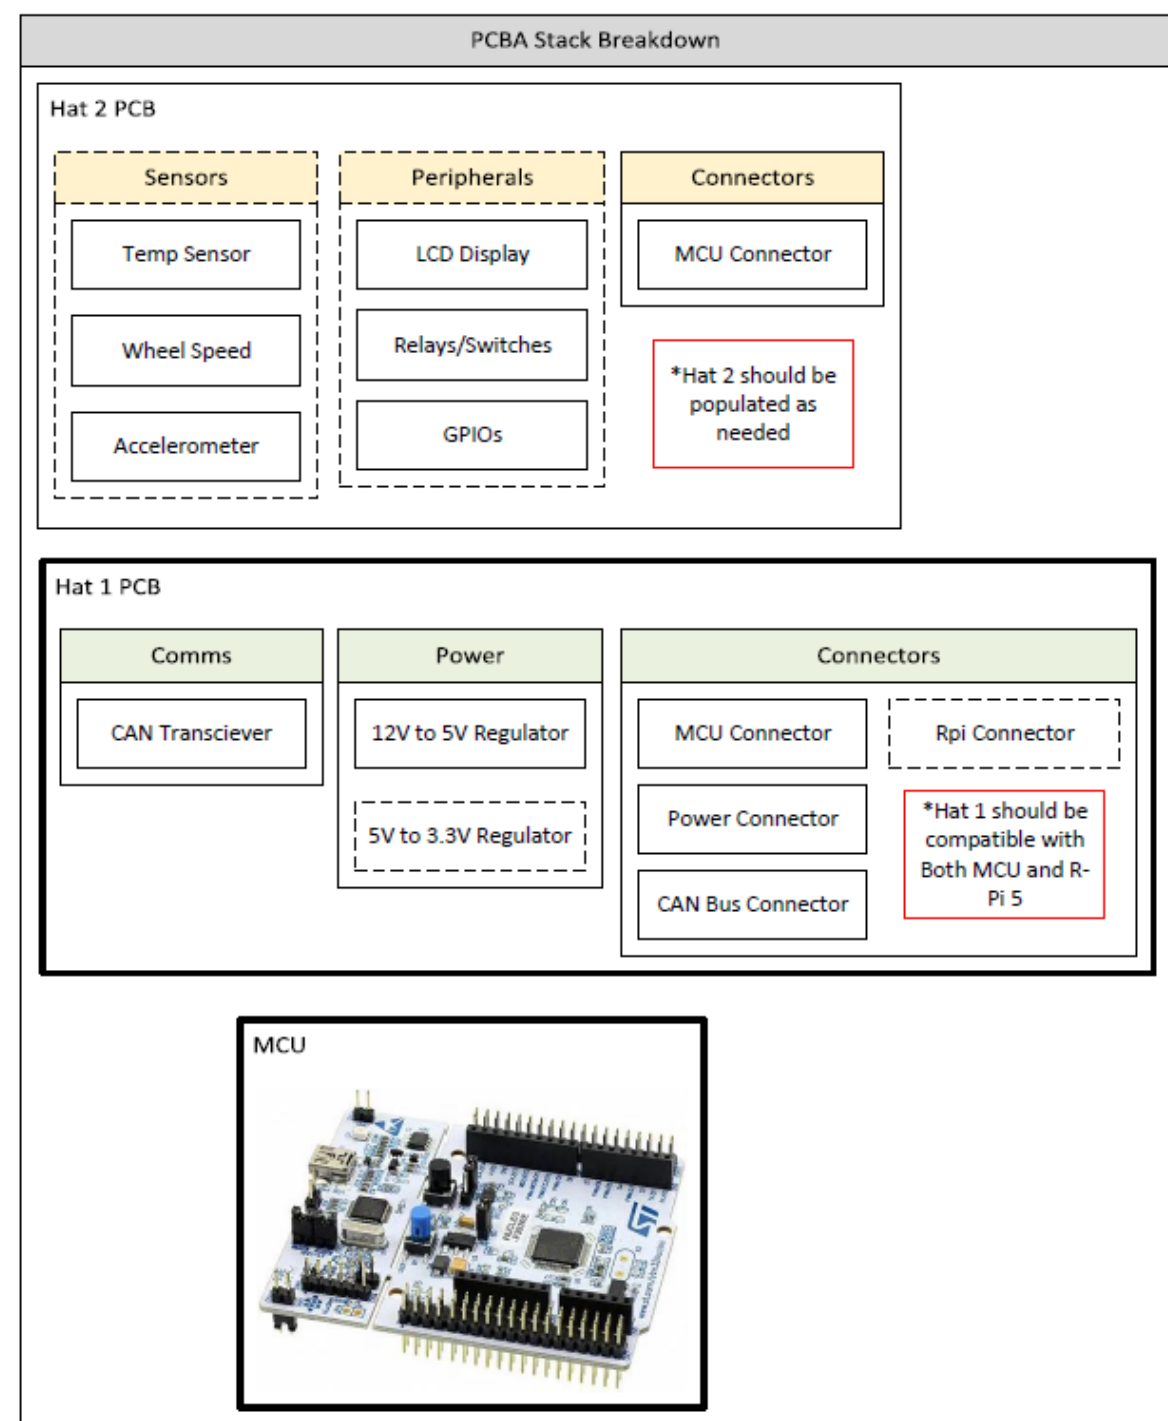 PCBA Stack Breakdown
Hat 2 PCB
Sensors
Temp Sensor
Wheel Speed
Accelerometer
Peripherals
LCD Display
Relays/Switches
GPIOs
Connectors
MCU Connector
*Hat 2 should be
populated as
needed
Hat 1 PCB
Comms
CAN Transciever
Power
12V to 5V Regulator
5V to 3.3V Regulator
Connectors
MCU Connector
Power Connector
CAN Bus Connector
Rpi Connector
*Hat 1 should be
compatible with
Both MCU and R-
Pi 5
MCU
NUCLEO